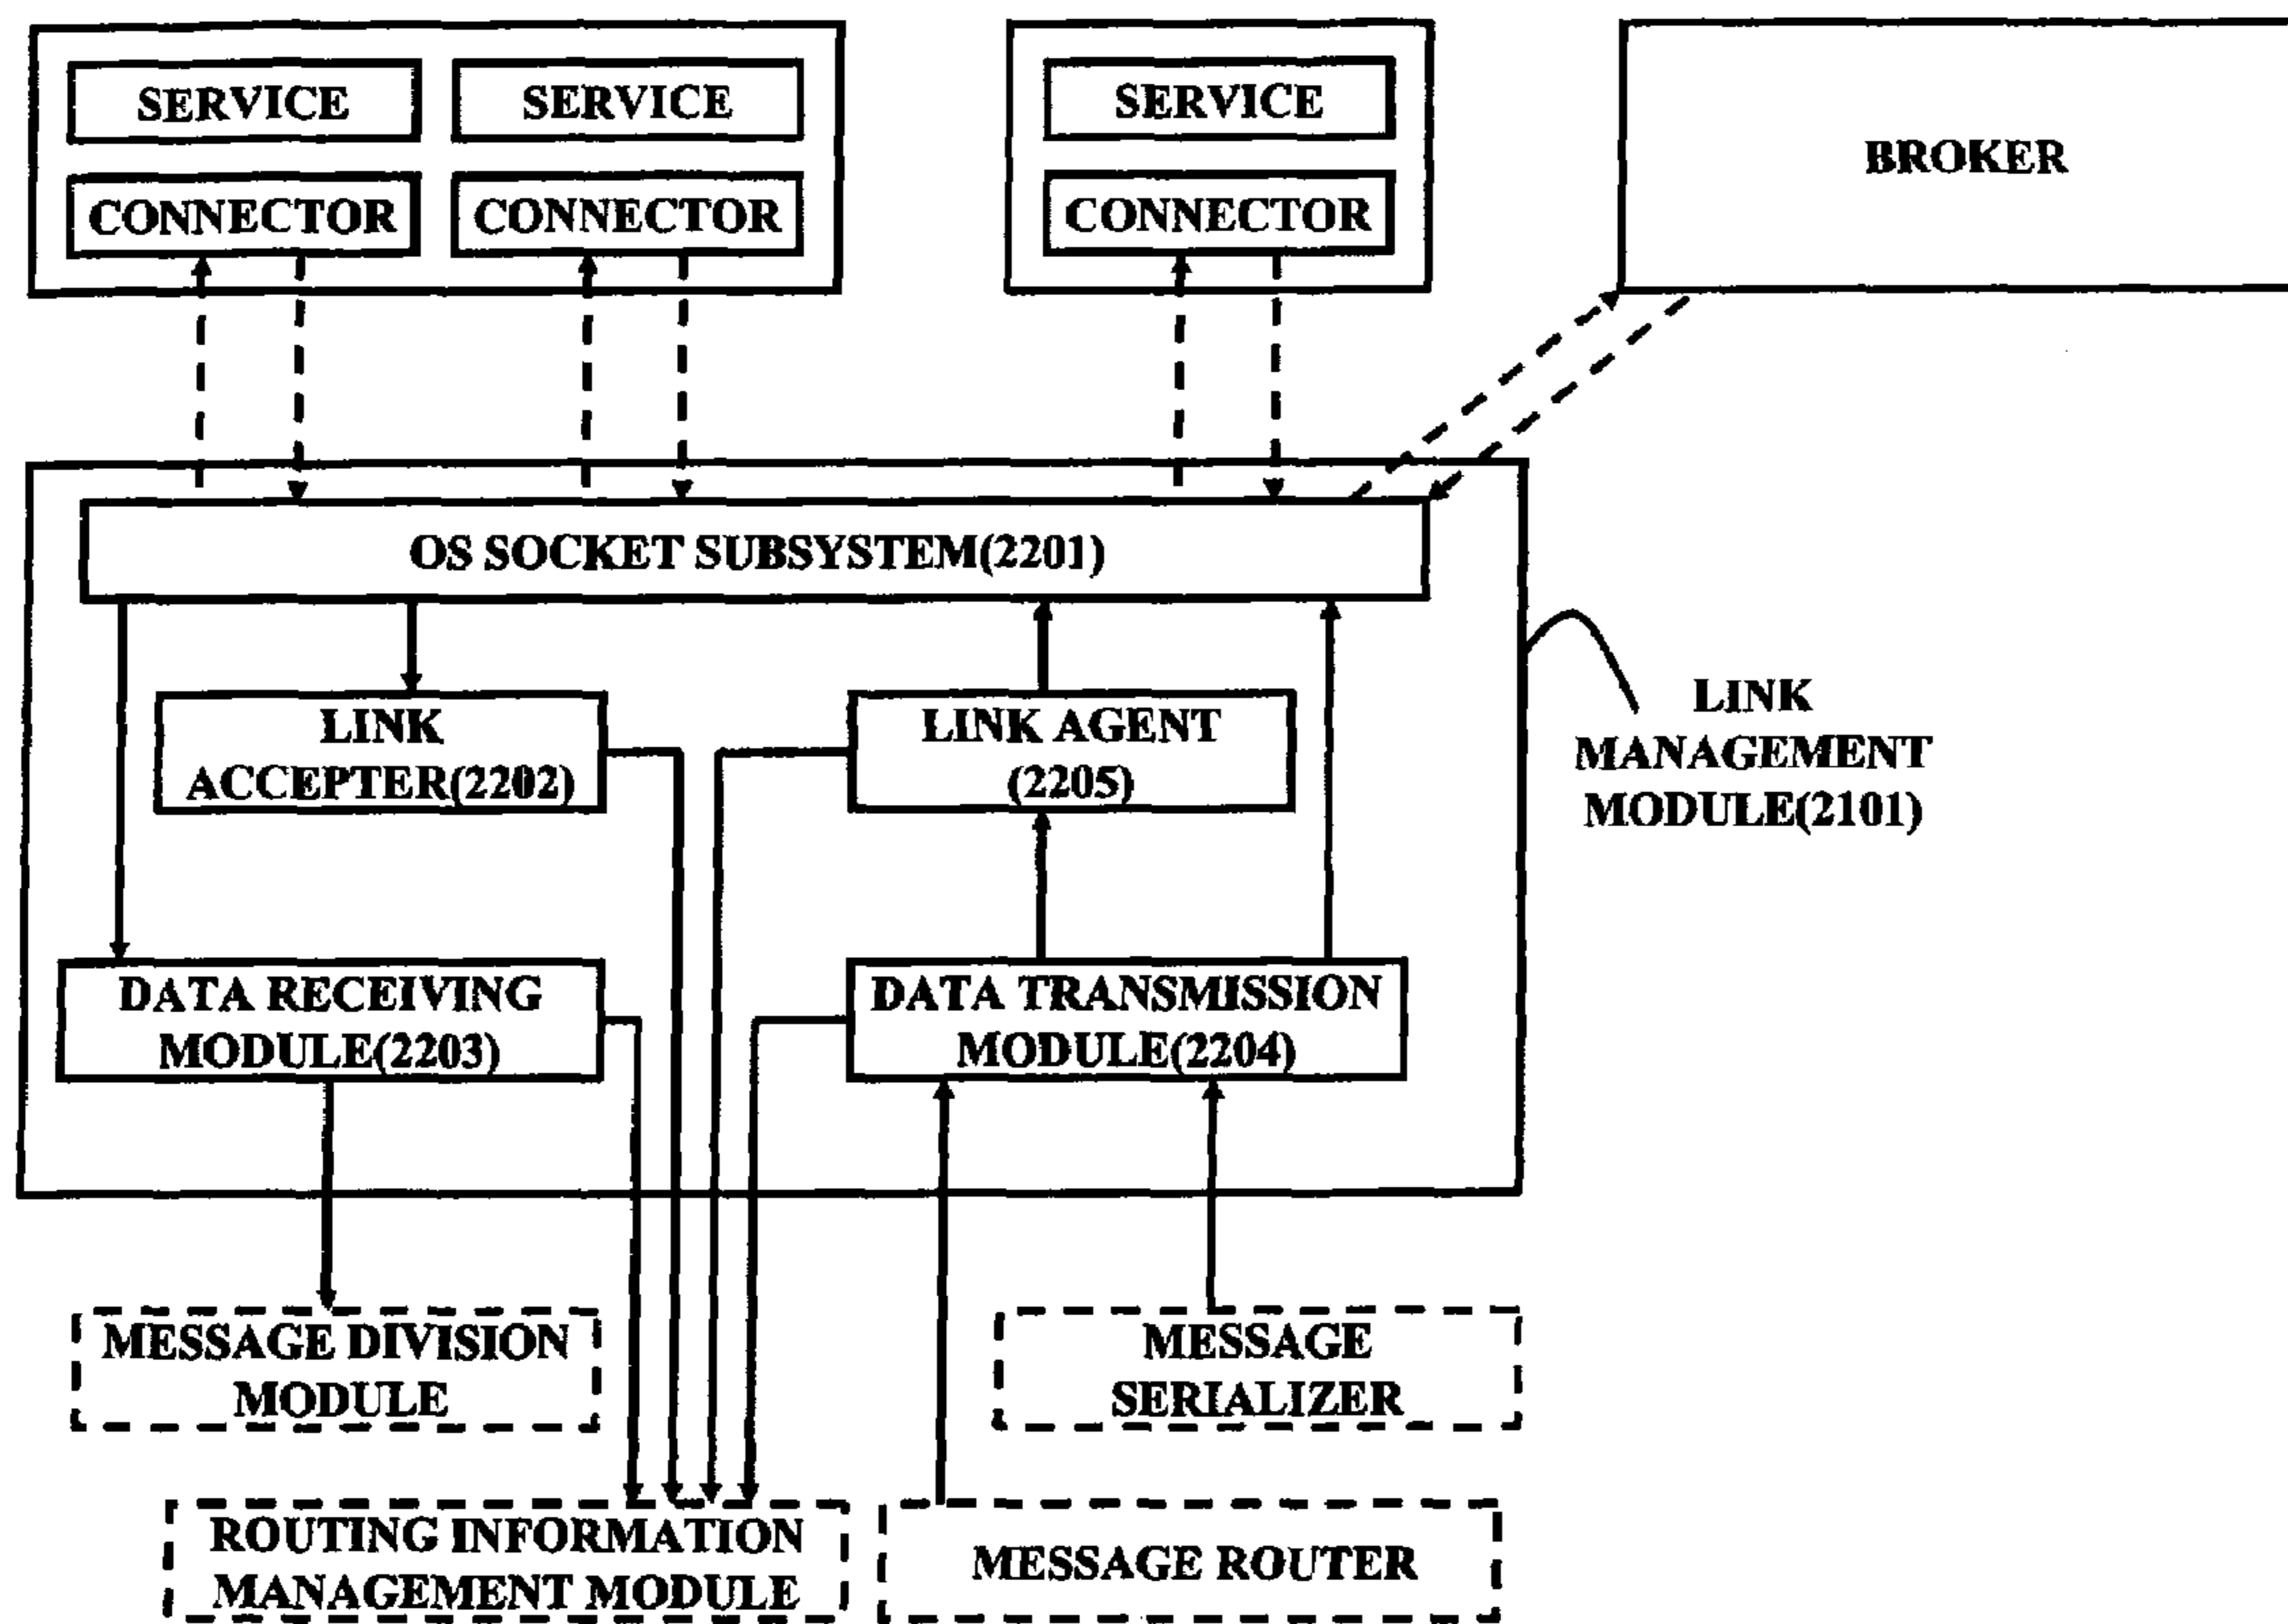 SERVICE
SERVICE
SERVICE
BROKER
CONNECTOR
CONNECTOR
CONNECTOR
OS SOCKET SUBSYSTEM(2201)
LINK
ACCEPTER(2202)
LINK AGENT
(2205)
LINK
MANAGEMENT
MODULE(2101)
DATA RECEIVING
MODULE(2203)
DATA TRANSMISSION
MODULE(2204)
MESSAGE DIVISION
MODULE
MESSAGE
SERIALIZER
ROUTING INFORMATION
MANAGEMENT MODULE
MESSAGE ROUTER